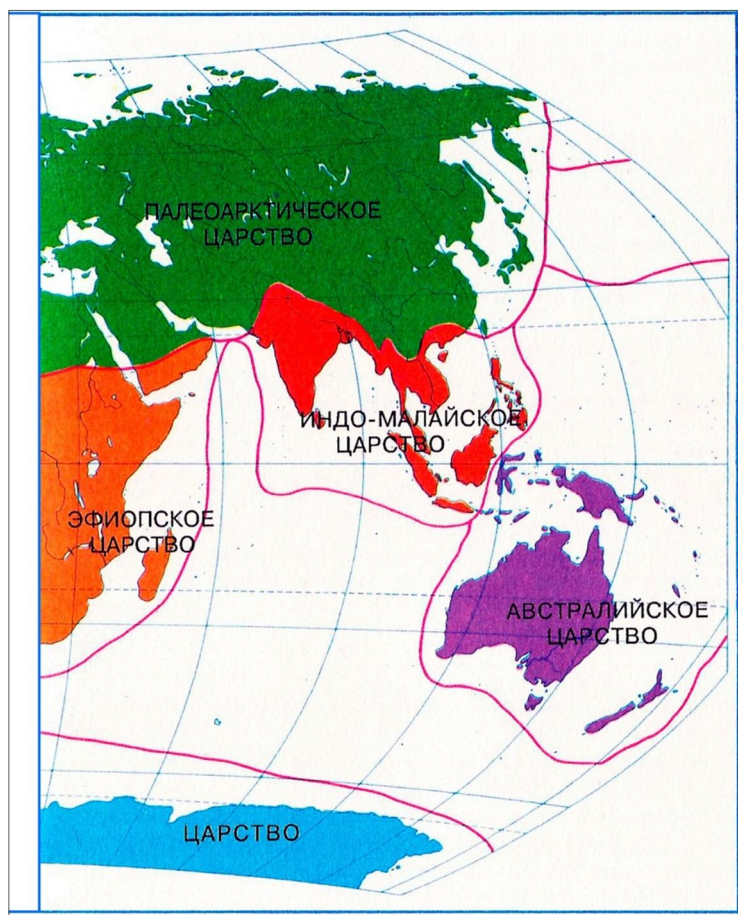 ПАЛЕОАРКТИЧЕСКОЕ
ЦАРСТВО
ИНДО-МАЛАЙСКОЕ
ЦАРСТВО
ЭФИОПСКОЕ
ЦАРСТВО
АВСТРАЛИЙСКОЕ
ЦАРСТВО
ЦАРСТВО